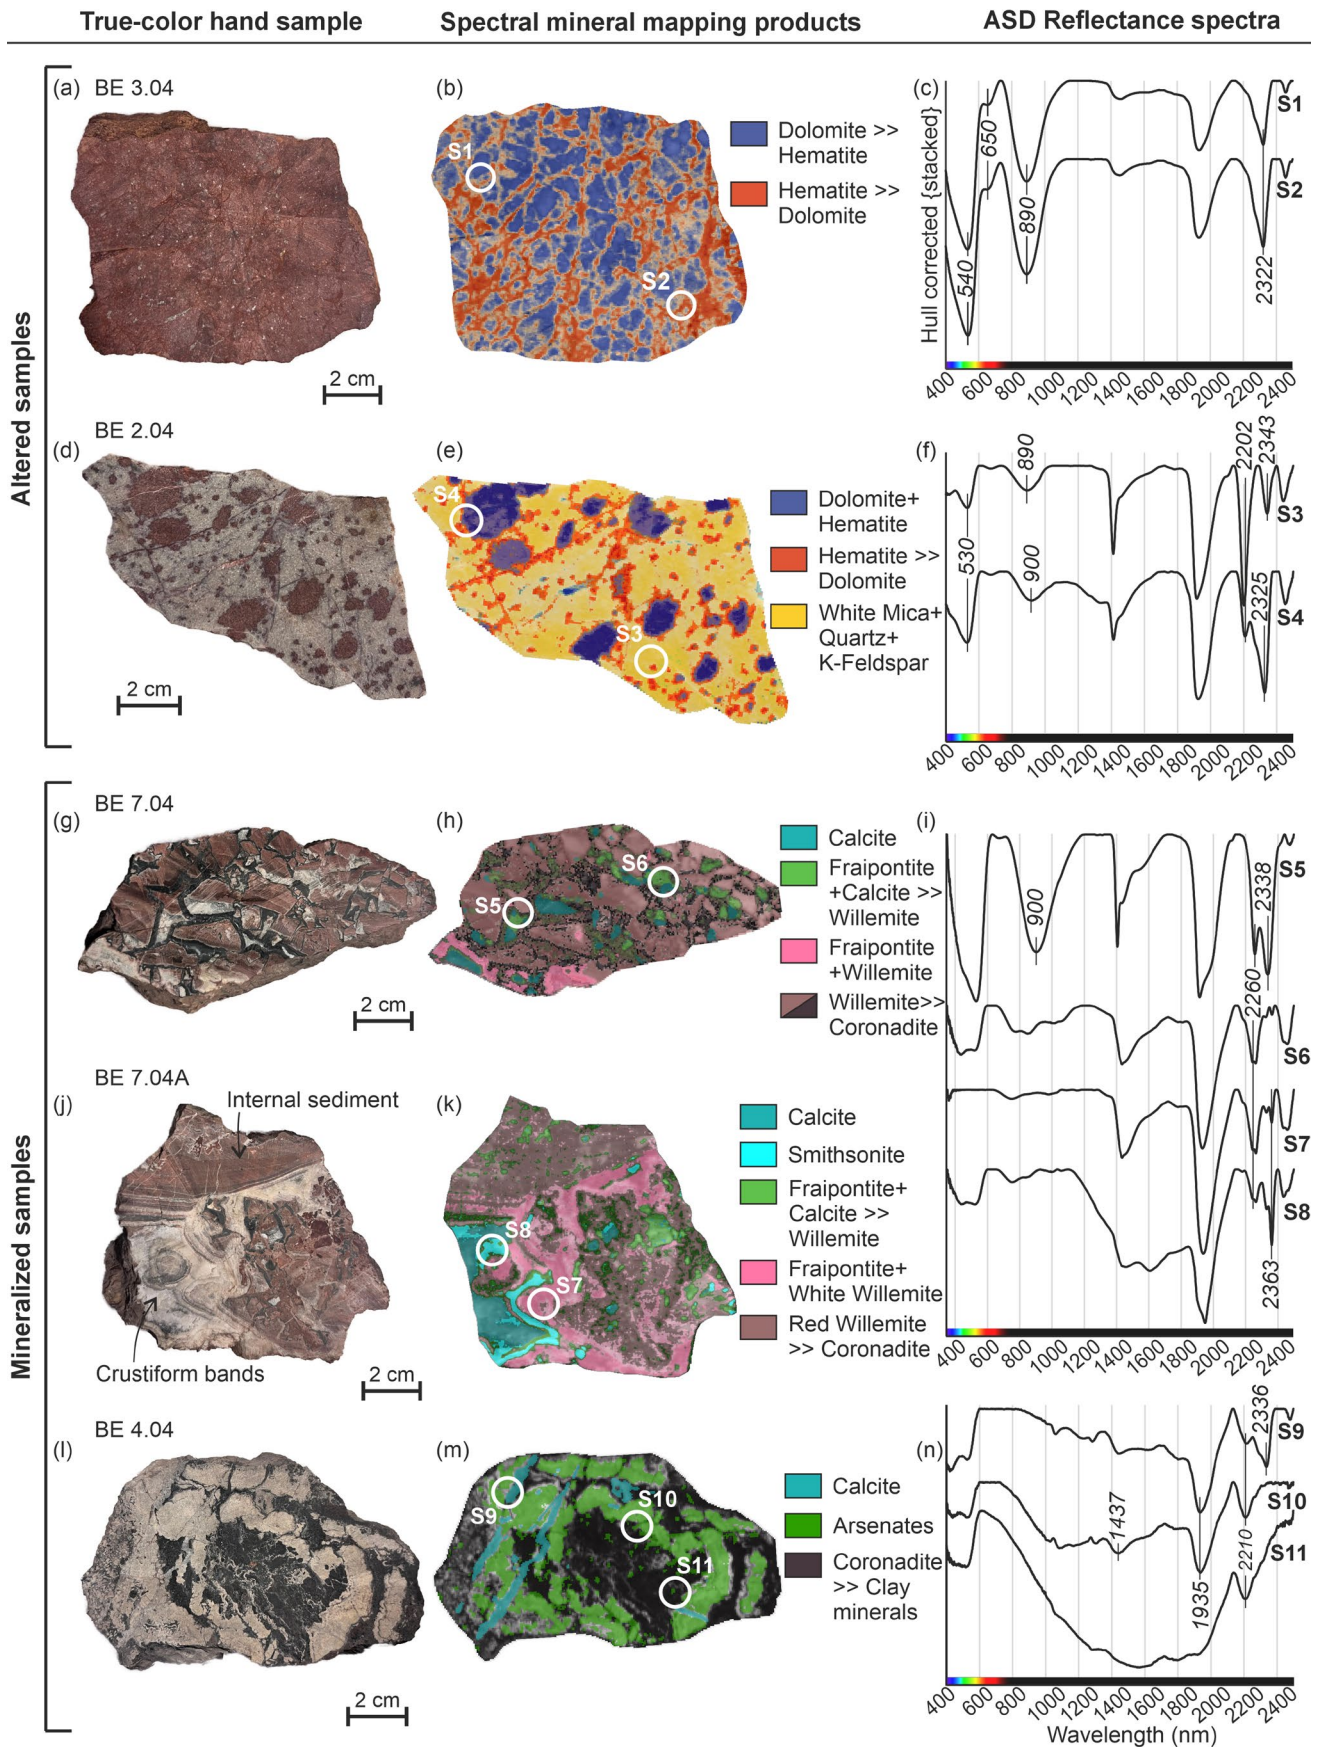 True-color hand sample
Spectral mineral mapping products
ASD Reflectance spectra
Altered samples
(a) BE 3.04
2 cm
(b)
S1
S2
Dolomite >>
Hematite
Hematite >>
Dolomite
(c)
Hull corrected {stacked}
540
650
890
2322
S1
S2
400 600 800 1000 1200 1400 1600 1800 2000 2200 2400
(d) BE 2.04
2 cm
(e)
S4
S3
Dolomite+
Hematite
Hematite >>
Dolomite
White Mica+
Quartz+
K-Feldspar
(f)
530
890
900
2202
2343
2325
S3
S4
400 600 800 1000 1200 1400 1600 1800 2000 2200 2400
Mineralized samples
(g) BE 7.04
2 cm
(h)
S6
S5
Calcite
Fraipontite
+Calcite >>
Willemite
Fraipontite
+Willemite
Willemite>>
Coronadite
(i)
900
2260
2338
2363
S5
S6
S7
S8
400 600 800 1000 1200 1400 1600 1800 2000 2200 2400
BE 7.04A
(j)
Internal sediment
Crustiform bands
2 cm
(k)
S8
S7
Calcite
Smithsonite
Fraipontite+
Calcite >>
Willemite
Fraipontite+
White Willemite
Red Willemite
>> Coronadite
BE 4.04
(l)
2 cm
(m)
S9
S10
S11
Calcite
Arsenates
Coronadite
>> Clay
minerals
(n)
1437
1935
2210
2336
S9
S10
S11
400 600 800 1000 1200 1400 1600 1800 2000 2200 2400
Wavelength (nm)